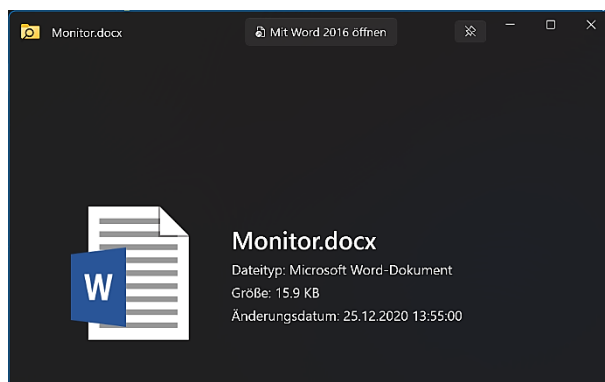 Monitor.docx
Mit Word 2016 öffnen
W
Monitor.docx
Dateityp: Microsoft Word-Dokument
Größe: 15.9 KB
Änderungsdatum: 25.12.2020 13:55:00